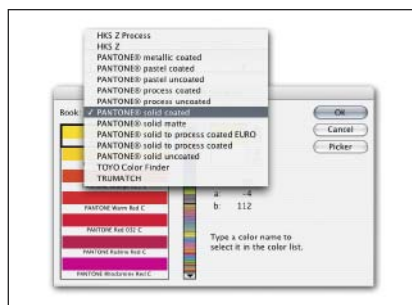 HKS Z Process
HKS Z
PANTONE® metallic coated
PANTONE® pastel coated
PANTONE® pastel uncoated
PANTONE® process coated
PANTONE® process uncoated
Book: ✓ PANTONE® solid coated
PANTONE® solid matte
PANTONE® solid to process coated EURO
PANTONE® solid to process coated
PANTONE® solid uncoated
TOYO Color Finder
TRUMATCH
OK
Cancel
Picker
a: -4
b: 112
PANTONE Warm Red C
PANTONE Red 032 C
PANTONE Rubine Red C
PANTONE Rhodamine Red C
Type a color name to
select it in the color list.